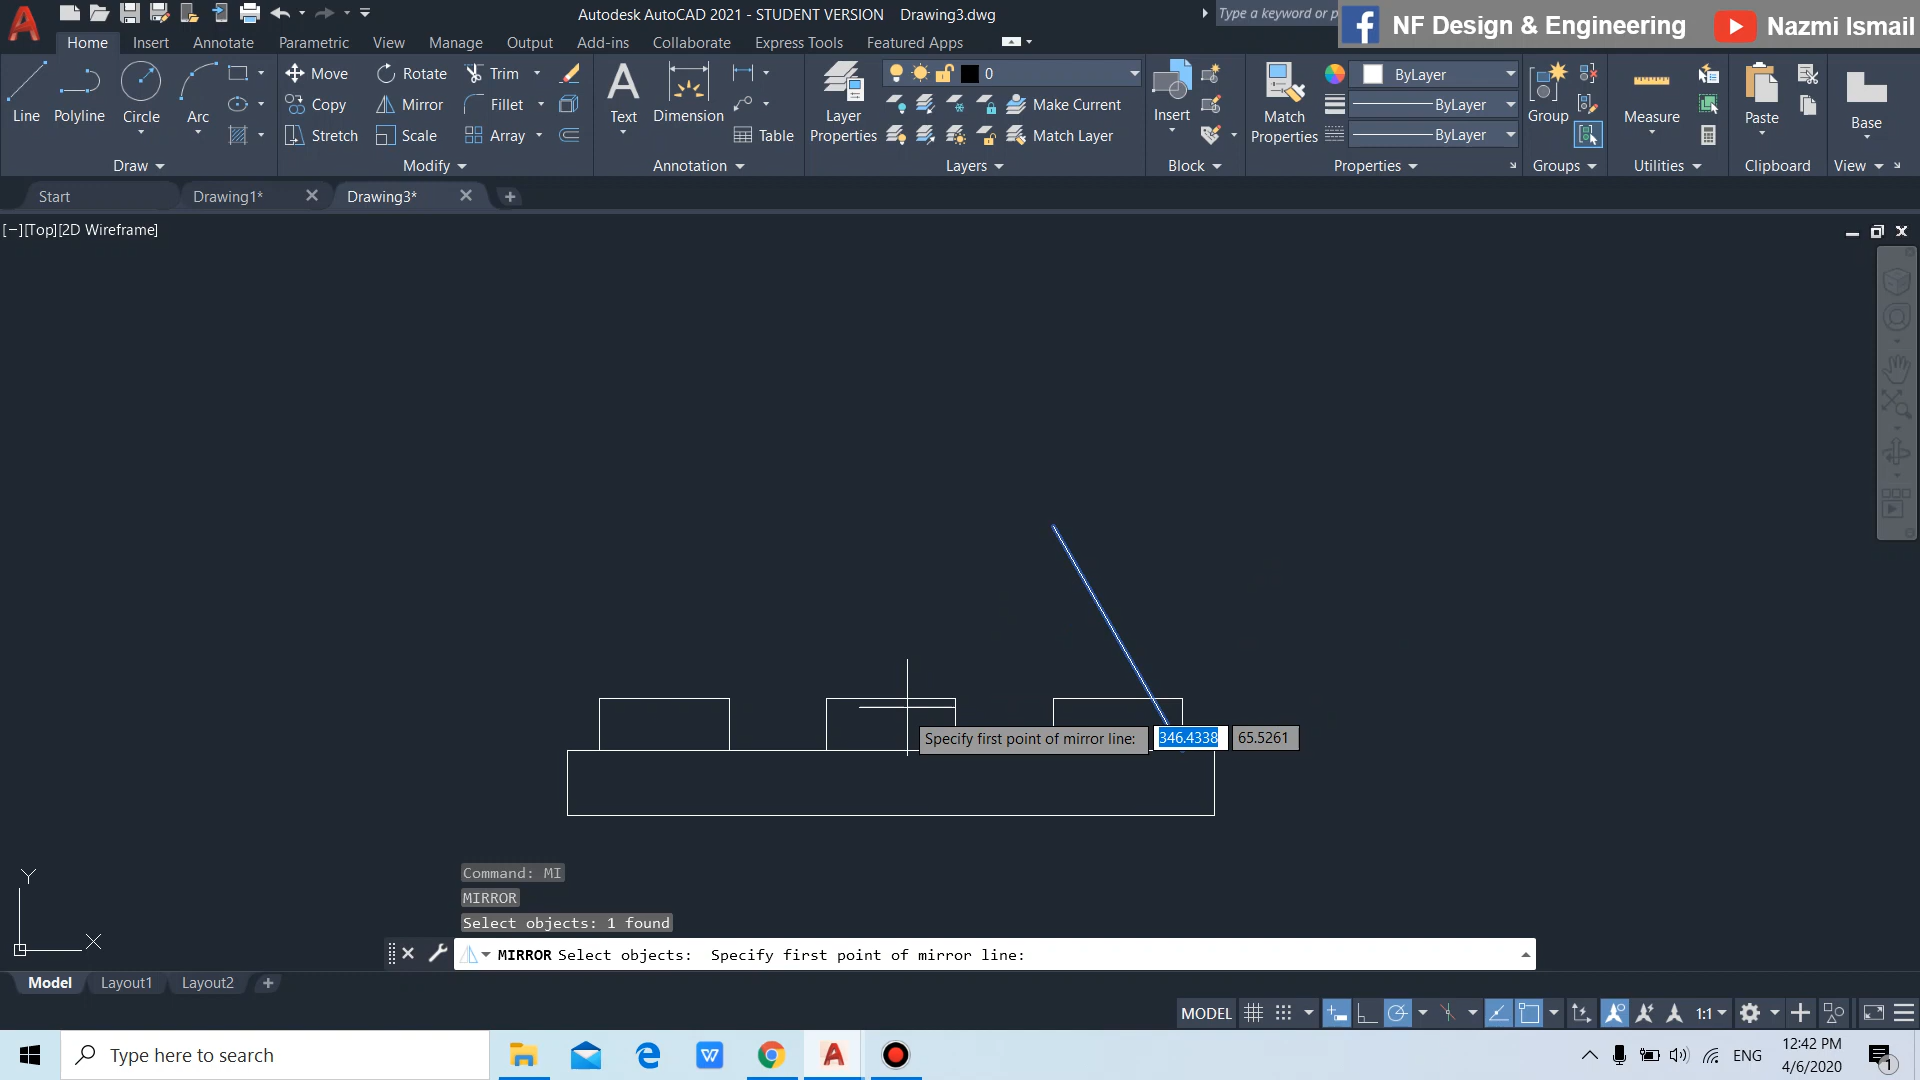 Autodesk AutoCAD 2021 - STUDENT VERSION Drawing3.dwg
Type a keyword or p
NF Design & Engineering
Nazmi Ismail
Home Insert Annotate Parametric View Manage Output Add-ins Collaborate Express Tools Featured Apps
Line Polyline Circle Arc
Move Rotate Trim
Copy Mirror Fillet
Stretch Scale Array
Text Dimension Table
Layer Properties
0
Make Current
Match Layer
Insert
Match Properties
ByLayer
ByLayer
ByLayer
Group Measure Paste Base
Draw Modify Annotation Layers Block Properties Groups Utilities Clipboard View
Start Drawing1* Drawing3*
[−][Top][2D Wireframe]
Specify first point of mirror line: 346.4338 65.5261
Y
X
Command: MI
MIRROR
Select objects: 1 found
MIRROR Select objects: Specify first point of mirror line:
Model Layout1 Layout2
MODEL 1:1
Type here to search
ENG
12:42 PM
4/6/2020
1